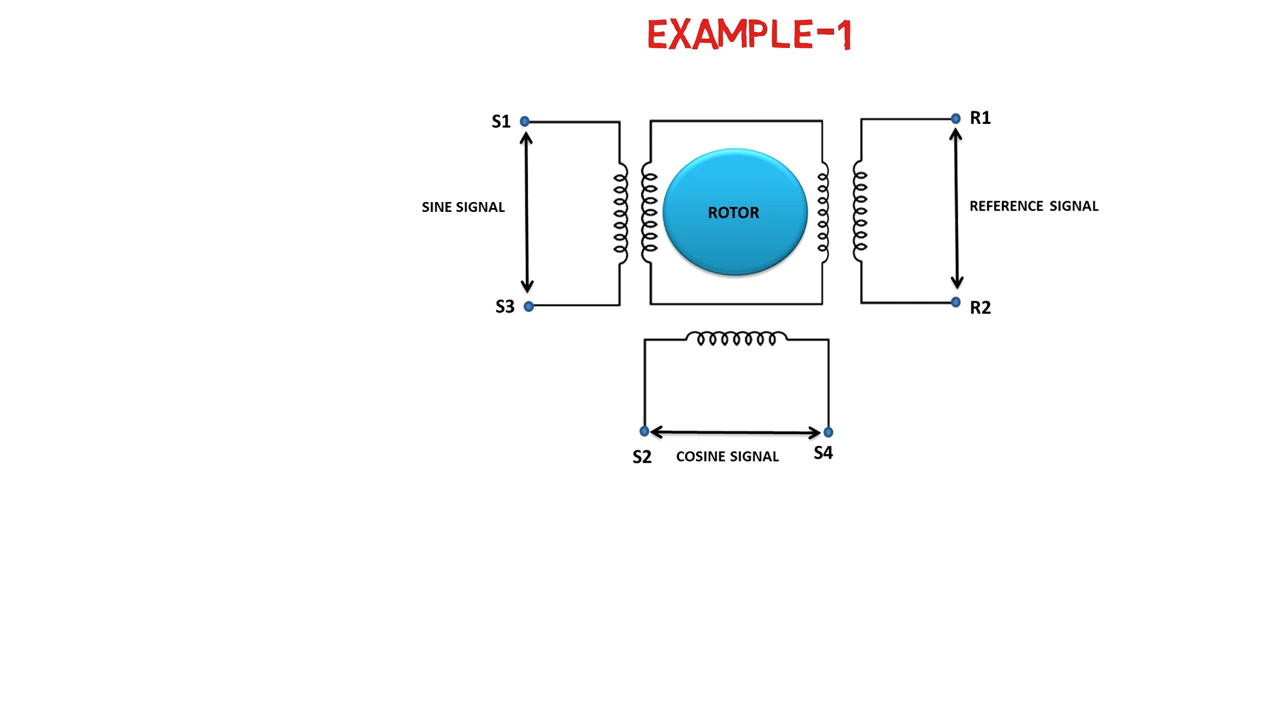 EXAMPLE-1
S1
R1
SINE SIGNAL
ROTOR
REFERENCE SIGNAL
S3
R2
S2
COSINE SIGNAL
S4